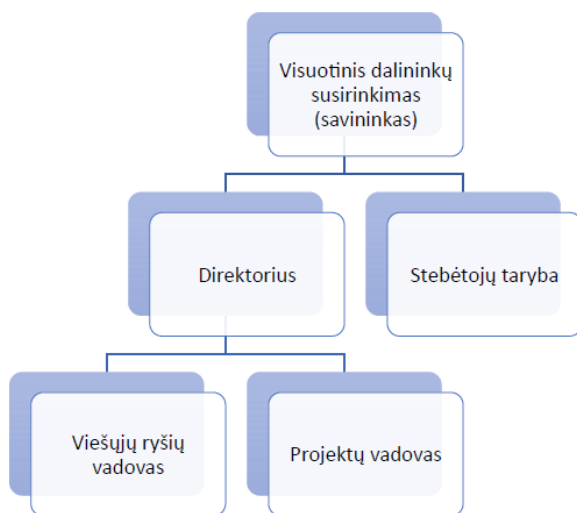 Visuotinis dalininkų
susirinkimas
(savininkas)
Direktorius
Stebėtojų taryba
Viešųjų ryšių
vadovas
Projektų vadovas